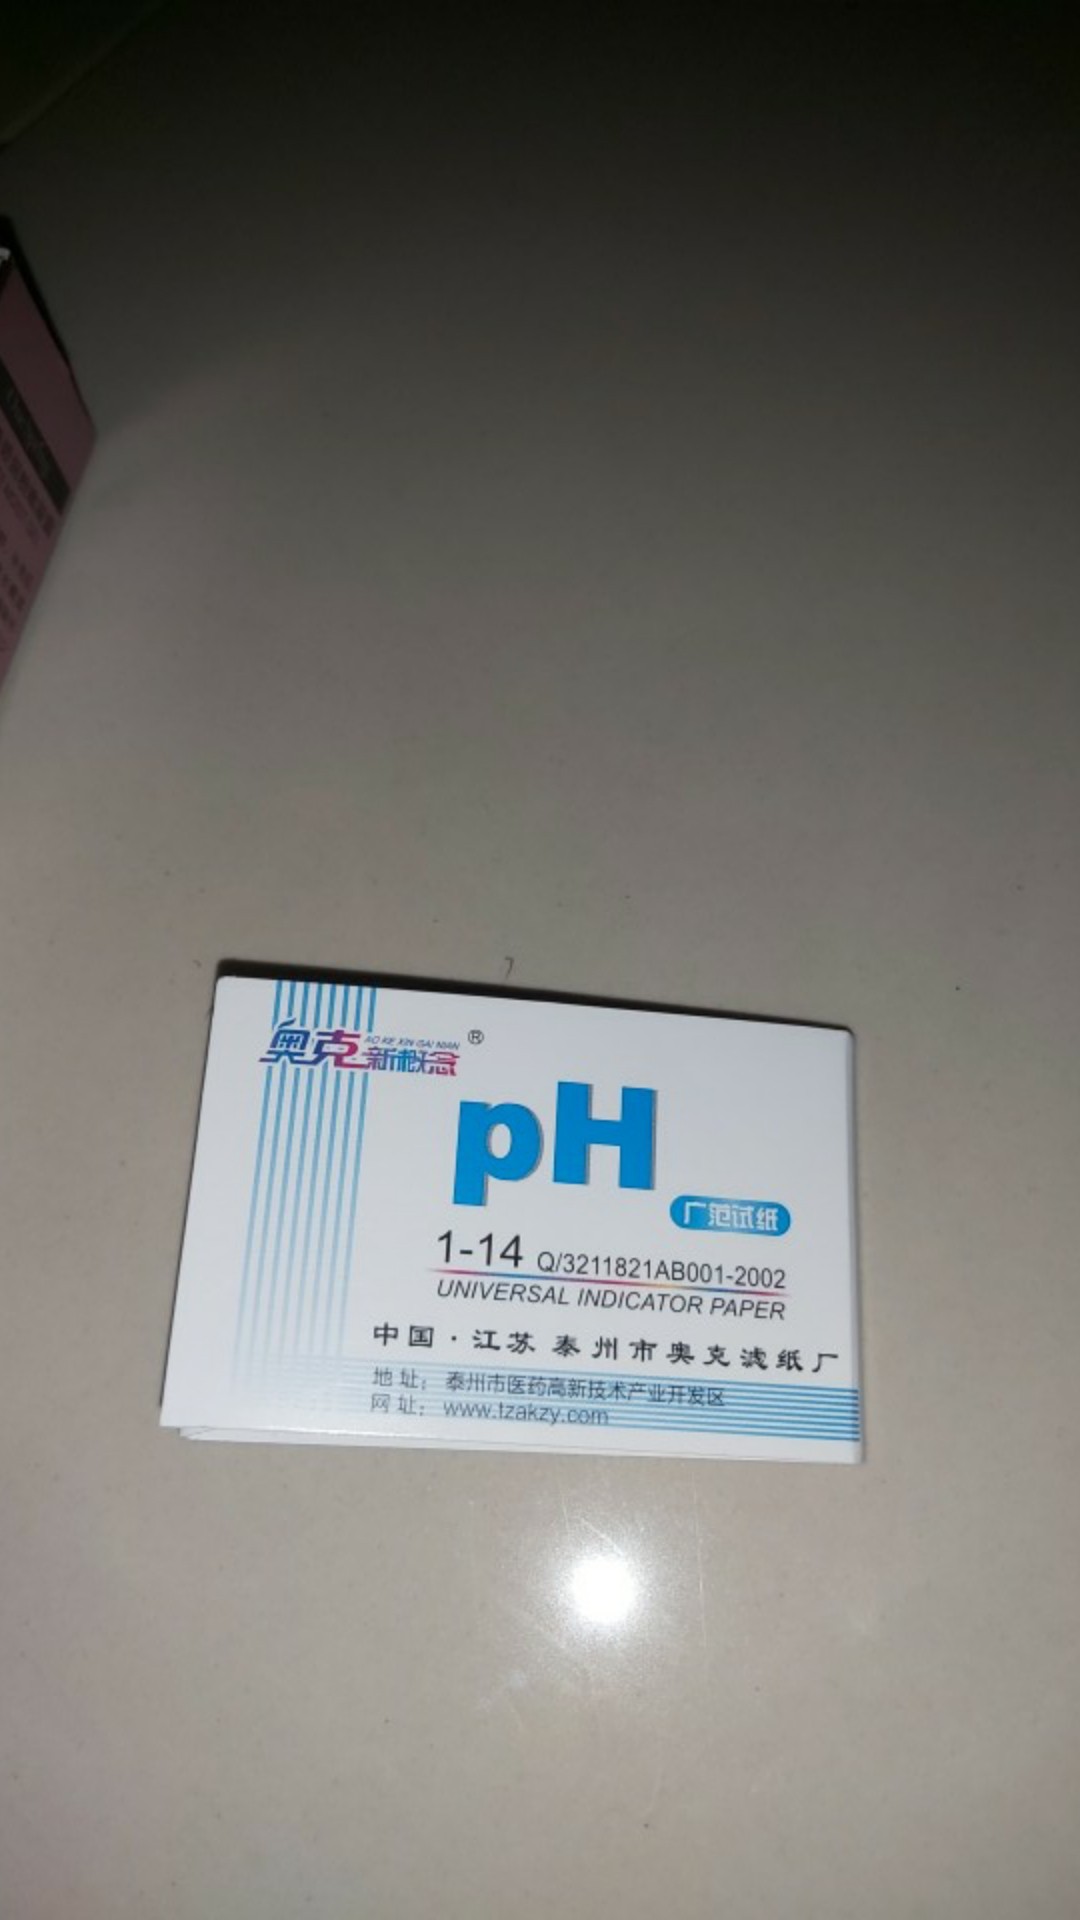 奥克 AO KE XIN GAI NIAN ®
新概念
pH
广范试纸
1-14 Q/3211821AB001-2002
UNIVERSAL INDICATOR PAPER
中国·江苏 泰州市奥克滤纸厂
地址: 泰州市医药高新技术产业开发区
网址: www.tzakzy.com